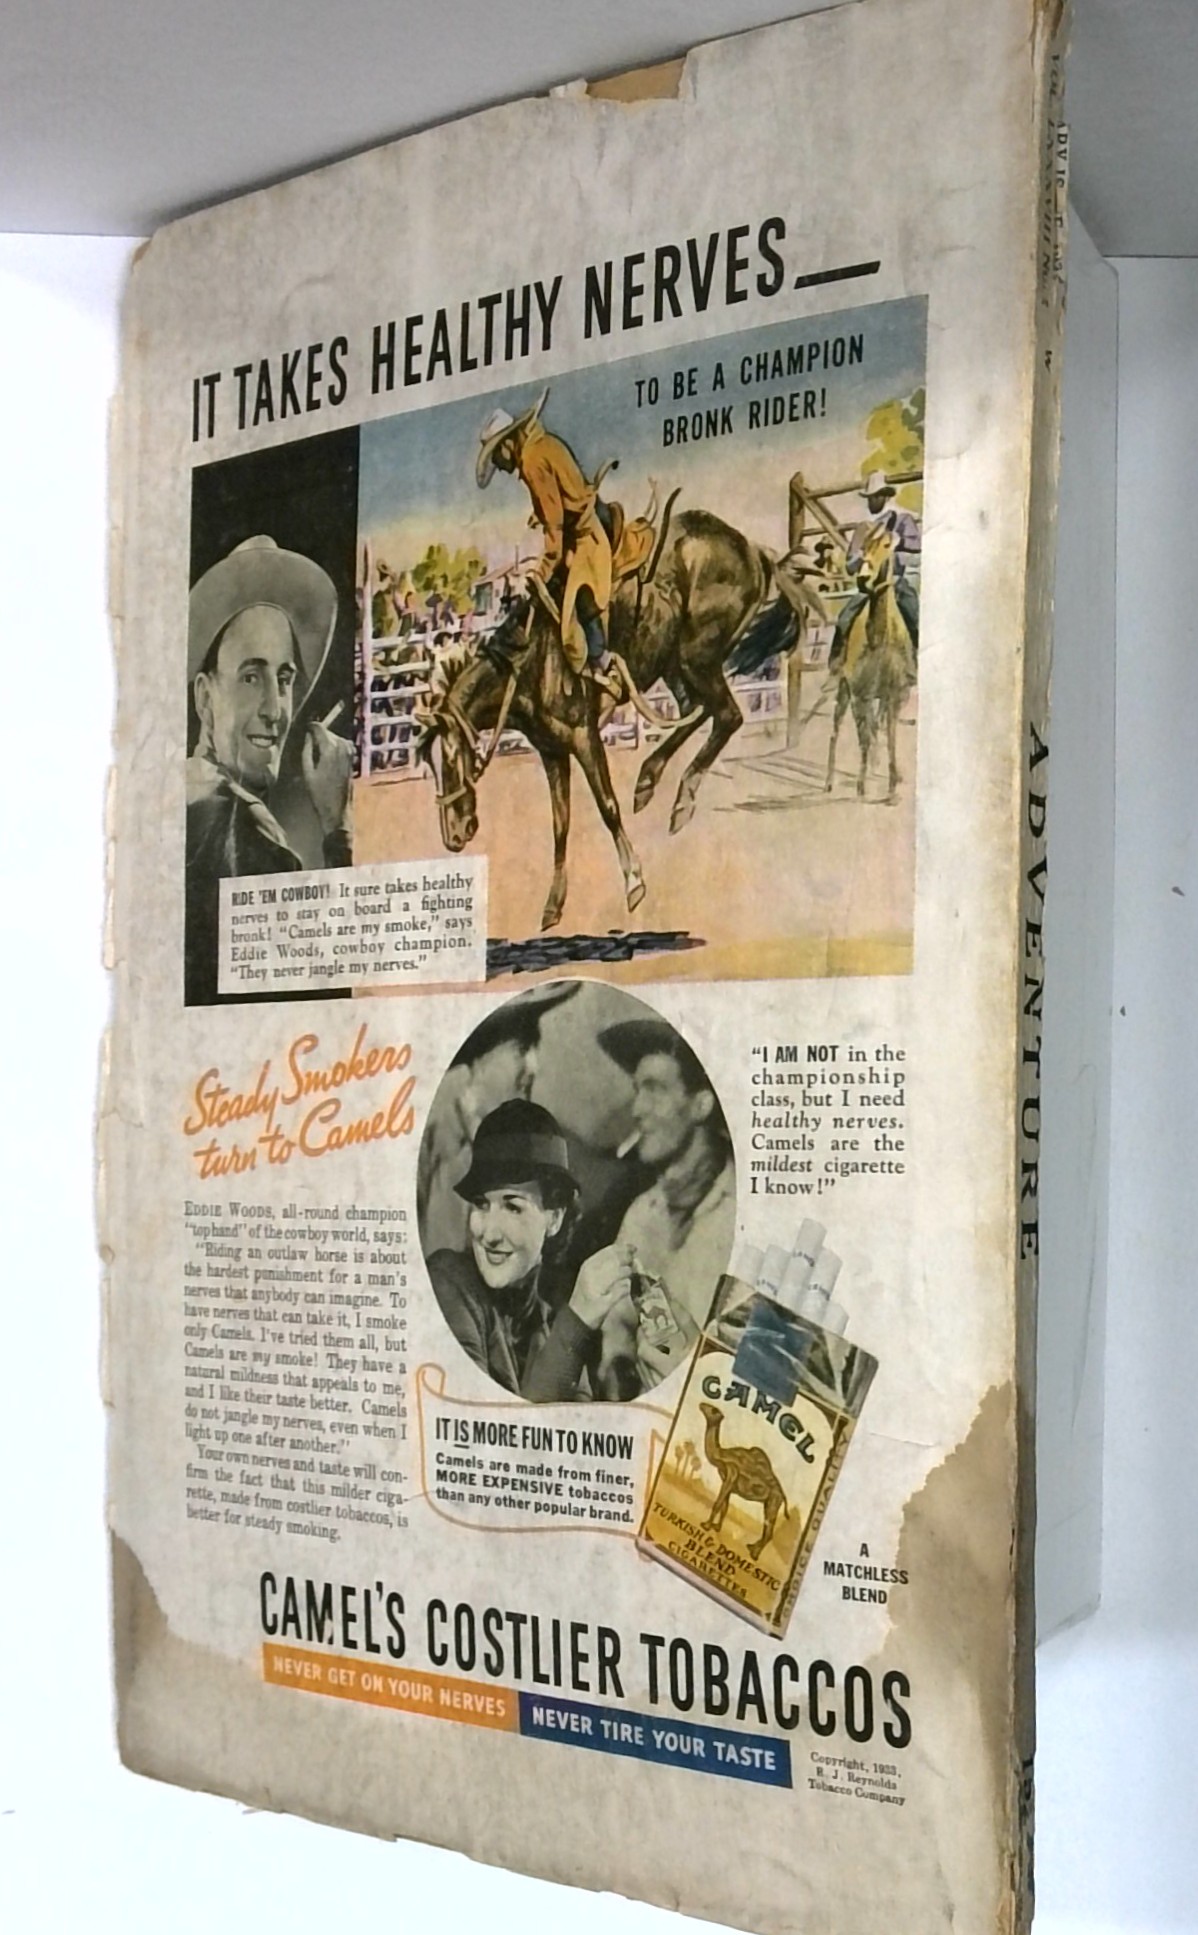 IT TAKES HEALTHY NERVES—
TO BE A CHAMPION
BRONK RIDER!
RIDE 'EM COWBOY! It sure takes healthy
nerves to stay on board a fighting
bronk! "Camels are my smoke," says
Eddie Woods, cowboy champion.
"They never jangle my nerves."
Steady Smokers
turn to Camels
EDDIE WOODS, all-round champion
"top hand" of the cowboy world, says:
"Riding an outlaw horse is about
the hardest punishment for a man's
nerves that anybody can imagine. To
have nerves that can take it, I smoke
only Camels. I've tried them all, but
Camels are my smoke! They have a
natural mildness that appeals to me,
and I like their taste better. Camels
do not jangle my nerves, even when I
light up one after another."
Your own nerves and taste will con-
firm the fact that this milder ciga-
rette, made from costlier tobaccos, is
better for steady smoking.
"I AM NOT in the
championship
class, but I need
healthy nerves.
Camels are the
mildest cigarette
I know!"
IT IS MORE FUN TO KNOW
Camels are made from finer,
MORE EXPENSIVE tobaccos
than any other popular brand.
CAMEL
TURKISH & DOMESTIC
BLEND
CIGARETTES
CHOICE QUALITY
A
MATCHLESS
BLEND
CAMEL'S COSTLIER TOBACCOS
NEVER GET ON YOUR NERVES
NEVER TIRE YOUR TASTE
Copyright, 1933,
R. J. Reynolds
Tobacco Company
ADVENTURE